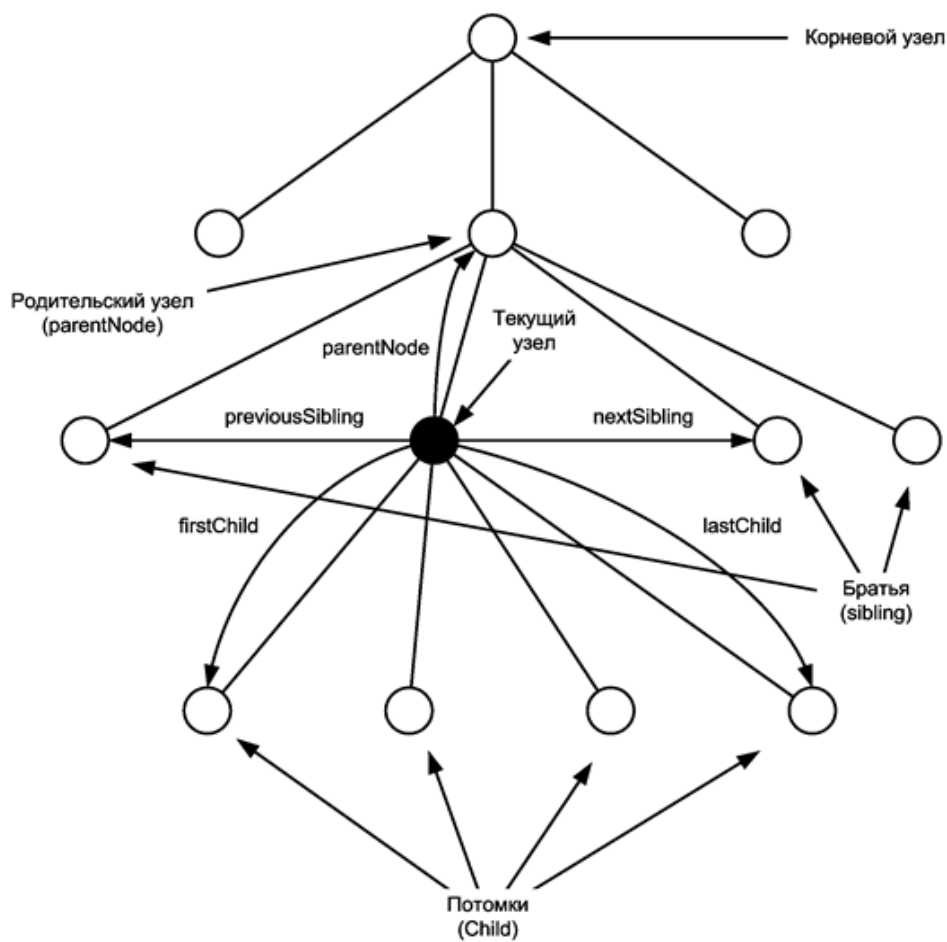 Корневой узел
Родительский узел
(parentNode)
Текущий
узел
parentNode
previousSibling
nextSibling
firstChild
lastChild
Братья
(sibling)
Потомки
(Child)